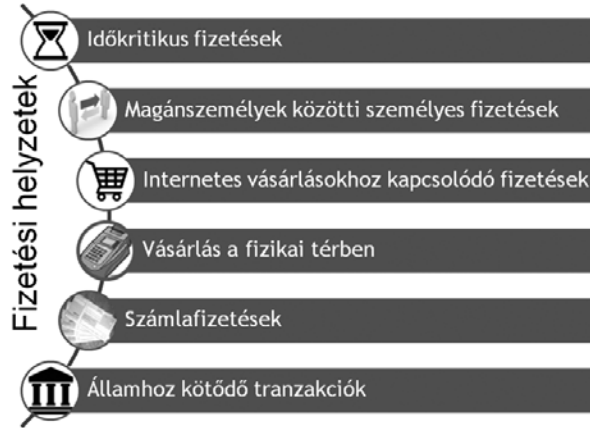 Fizetési helyzetek
Időkritikus fizetések
Magánszemélyek közötti személyes fizetések
Internetes vásárlásokhoz kapcsolódó fizetések
Vásárlás a fizikai térben
Számlafizetések
Államhoz kötődő tranzakciók